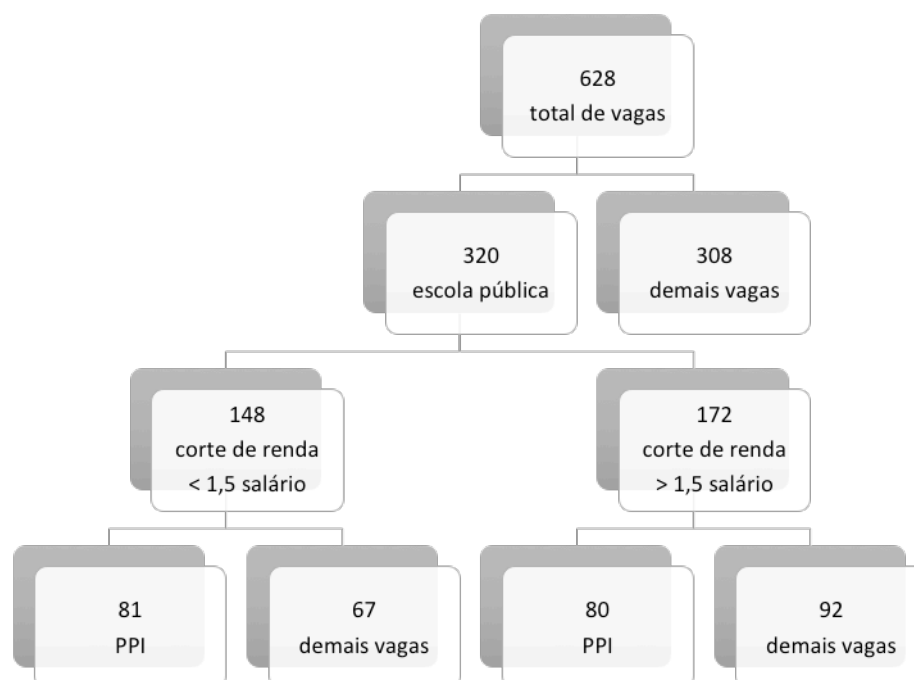 628
total de vagas
320
escola pública
308
demais vagas
148
corte de renda
< 1,5 salário
172
corte de renda
> 1,5 salário
81
PPI
67
demais vagas
80
PPI
92
demais vagas